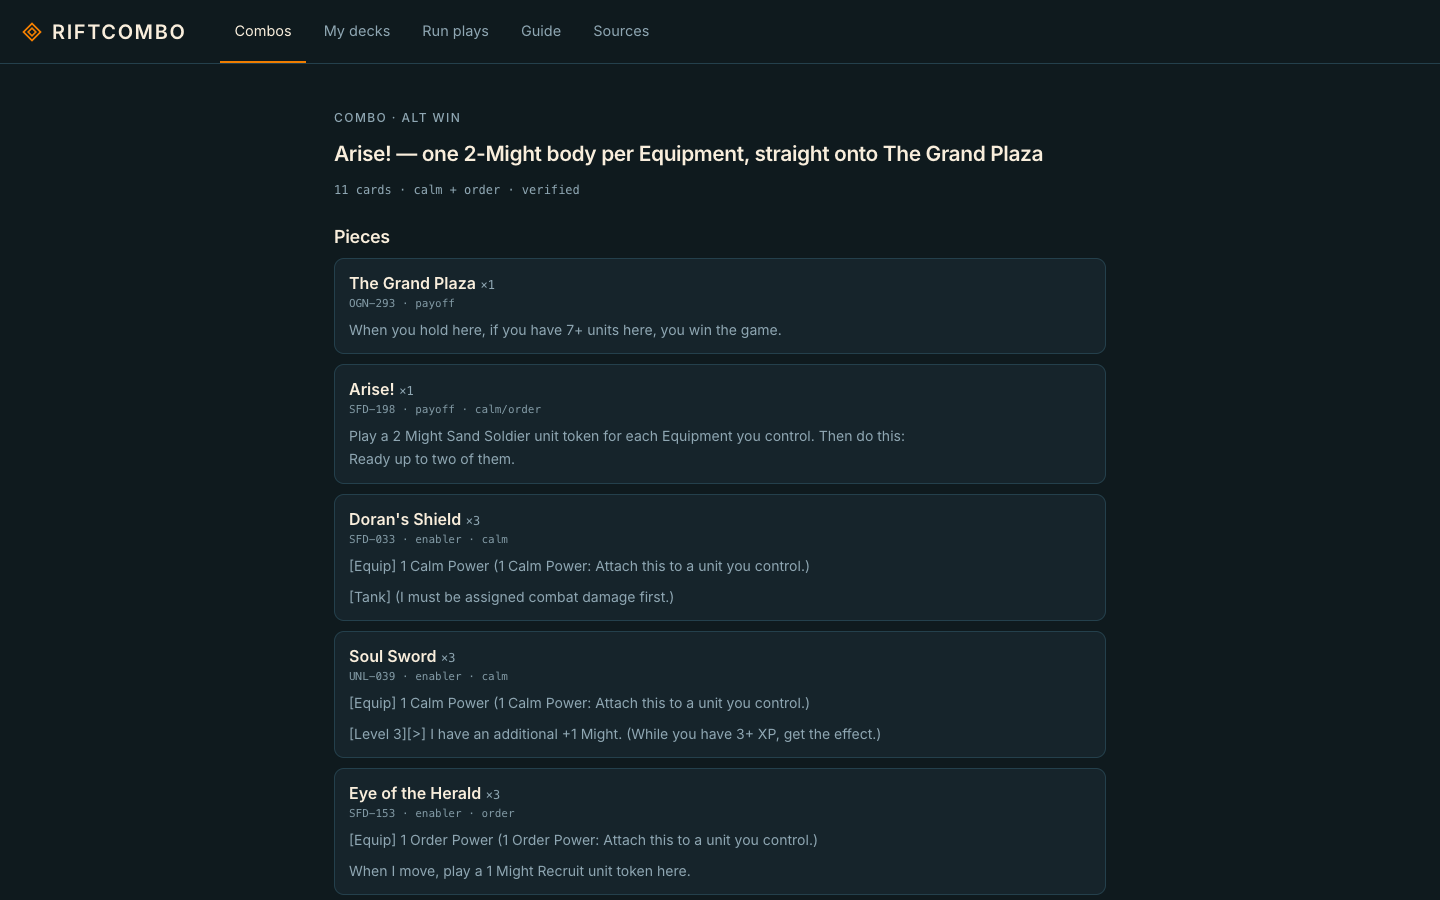 RIFTCOMBO
Combos
My decks
Run plays
Guide
Sources
COMBO · ALT WIN
Arise! — one 2-Might body per Equipment, straight onto The Grand Plaza
11 cards · calm + order · verified
Pieces
The Grand Plaza ×1
OGN-293 · payoff
When you hold here, if you have 7+ units here, you win the game.
Arise! ×1
SFD-198 · payoff · calm/order
Play a 2 Might Sand Soldier unit token for each Equipment you control. Then do this:
Ready up to two of them.
Doran's Shield ×3
SFD-033 · enabler · calm
[Equip] 1 Calm Power (1 Calm Power: Attach this to a unit you control.)
[Tank] (I must be assigned combat damage first.)
Soul Sword ×3
UNL-039 · enabler · calm
[Equip] 1 Calm Power (1 Calm Power: Attach this to a unit you control.)
[Level 3][>] I have an additional +1 Might. (While you have 3+ XP, get the effect.)
Eye of the Herald ×3
SFD-153 · enabler · order
[Equip] 1 Order Power (1 Order Power: Attach this to a unit you control.)
When I move, play a 1 Might Recruit unit token here.